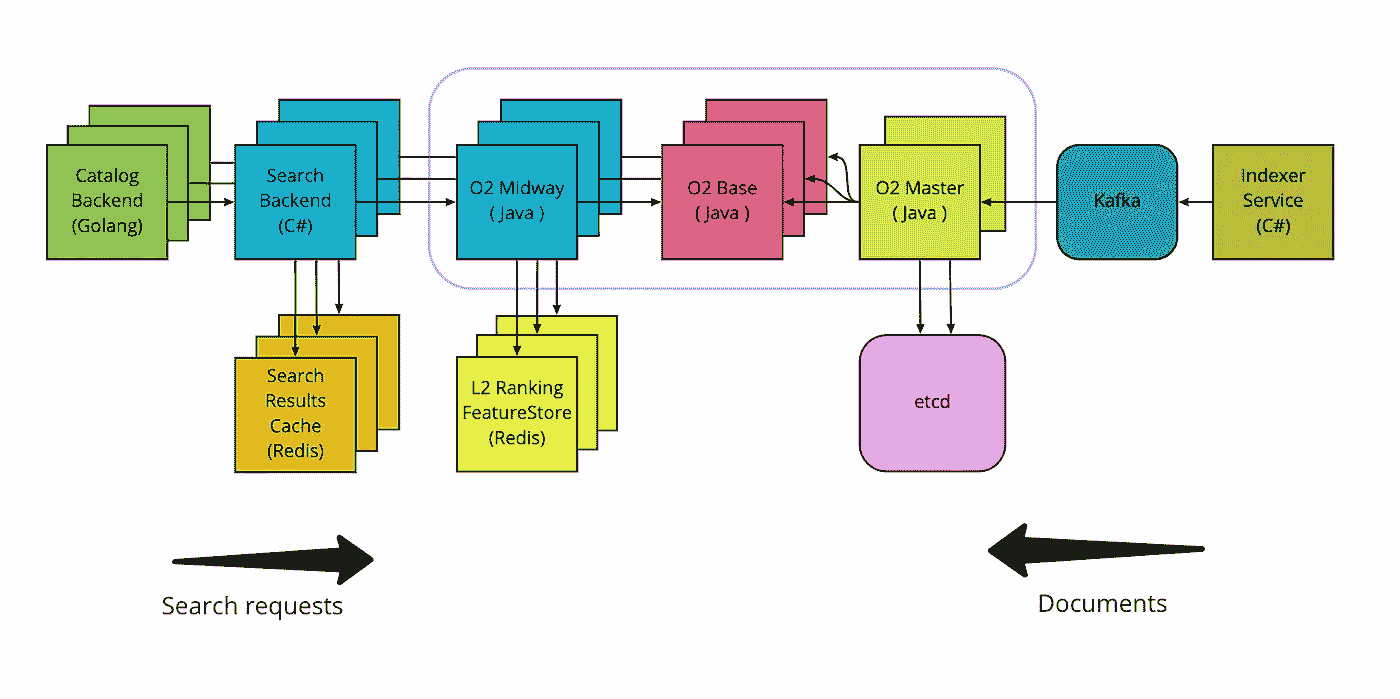 Catalog
Backend
(Golang)
Search
Backend
(C#)
O2 Midway
( Java )
O2 Base
( Java )
O2 Master
( Java )
Kafka
Indexer
Service
(C#)
Search
Results
Cache
(Redis)
L2 Ranking
FeatureStore
(Redis)
etcd
Search requests
Documents